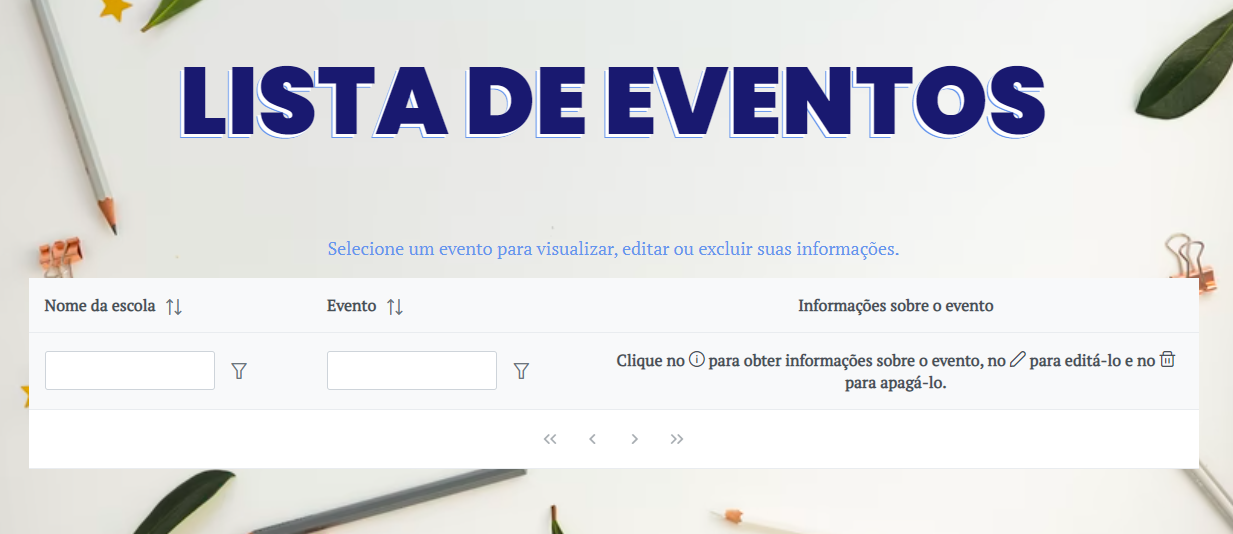 LISTA DE EVENTOS
Selecione um evento para visualizar, editar ou excluir suas informações.
Nome da escola Evento Informações sobre o evento
Clique no para obter informações sobre o evento, no para editá-lo e no
para apagá-lo.